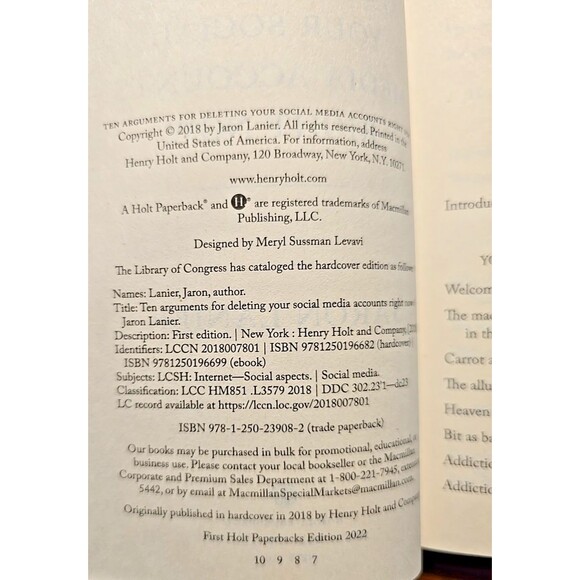 TEN ARGUMENTS FOR DELETING YOUR SOCIAL MEDIA ACCOUNTS RIGHT
Copyright © 2018 by Jaron Lanier. All rights reserved. Printed in the
United States of America. For information, address
Henry Holt and Company, 120 Broadway, New York, N.Y. 10271.
www.henryholt.com
A Holt Paperback® and H® are registered trademarks of Macmillan
Publishing, LLC.
Designed by Meryl Sussman Levavi
The Library of Congress has cataloged the hardcover edition as follows
Names: Lanier, Jaron, author.
Title: Ten arguments for deleting your social media accounts right now
Jaron Lanier.
Description: First edition. | New York : Henry Holt and Company,
Identifiers: LCCN 2018007801 | ISBN 9781250196682 (hardcover)
ISBN 9781250196699 (ebook)
Subjects: LCSH: Internet—Social aspects. | Social media.
Classification: LCC HM851 .L3579 2018 | DDC 302.23'1—dc23
LC record available at https://lccn.loc.gov/2018007801
ISBN 978-1-250-23908-2 (trade paperback)
Our books may be purchased in bulk for promotional, educational,
business use. Please contact your local bookseller or the Macmillan
Corporate and Premium Sales Department at 1-800-221-7945,
5442, or by email at MacmillanSpecialMarkets@macmillan.com.
Originally published in hardcover in 2018 by Henry Holt and Company
First Holt Paperbacks Edition 2022
10 9 8 7
Introdu
YO
Welcom
The mac
in th
Carrot a
The allu
Heaven
Bit as ba
Addictio
Addictio